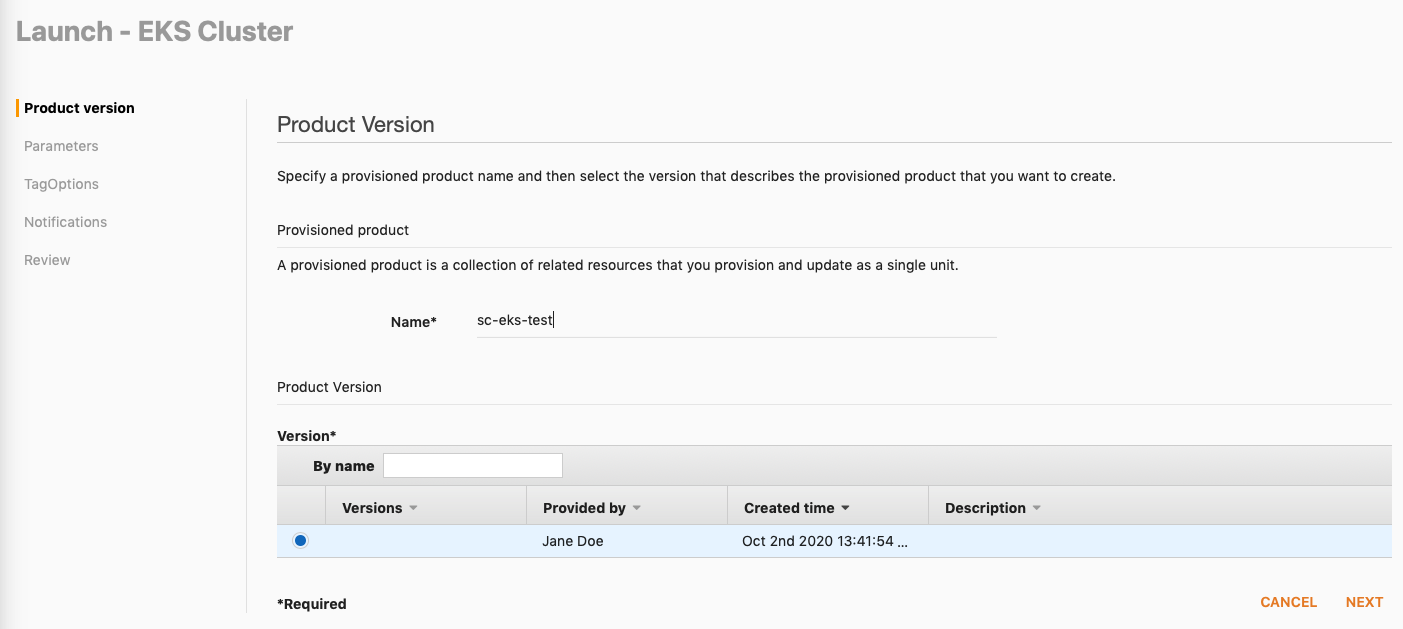 Launch - EKS Cluster
Product version
Parameters
TagOptions
Notifications
Review
Product Version
Specify a provisioned product name and then select the version that describes the provisioned product that you want to create.
Provisioned product
A provisioned product is a collection of related resources that you provision and update as a single unit.
Name* sc-eks-test
Product Version
Version*
By name
Versions Provided by Created time Description
Jane Doe Oct 2nd 2020 13:41:54 ...
*Required CANCEL NEXT